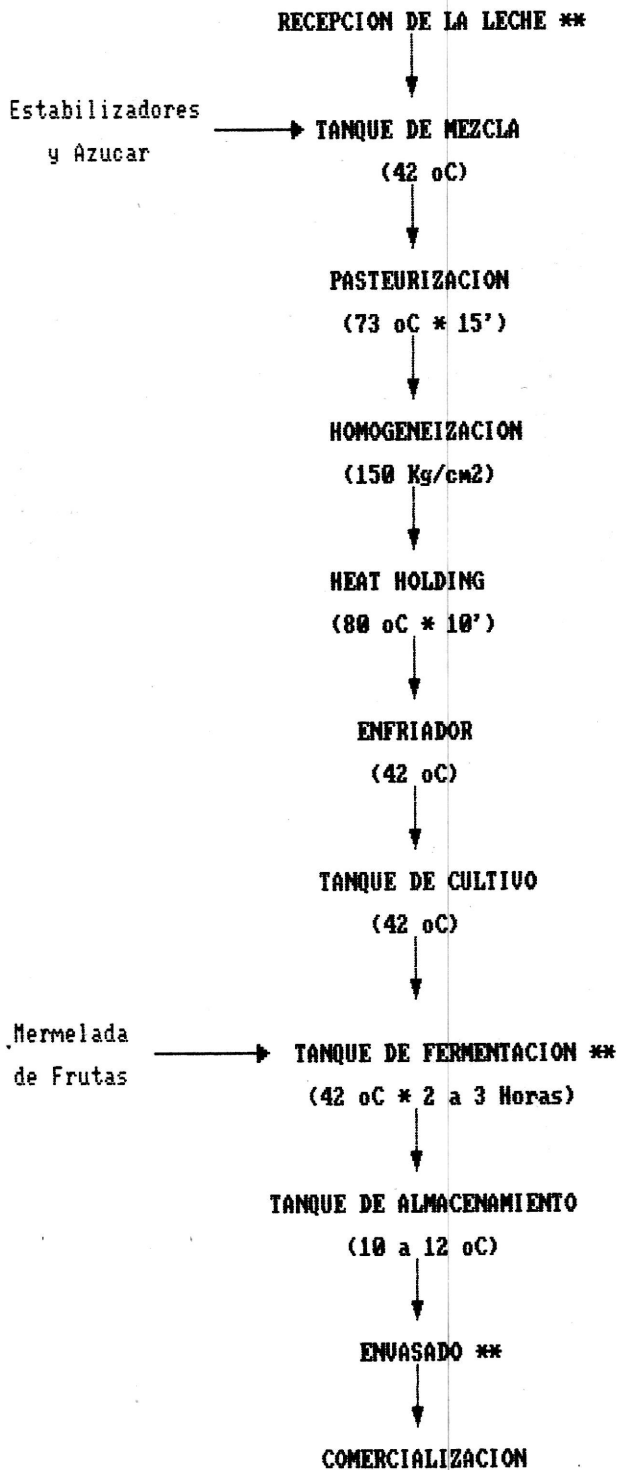 RECEPCION DE LA LECHE **
Estabilizadores
y Azucar
TANQUE DE MEZCLA
(42 oC)
PASTEURIZACION
(73 oC * 15')
HOMOGENEIZACION
(150 Kg/cm2)
HEAT HOLDING
(80 oC * 10')
ENFRIADOR
(42 oC)
TANQUE DE CULTIVO
(42 oC)
Mermelada
de Frutas
TANQUE DE FERMENTACION **
(42 oC * 2 a 3 Horas)
TANQUE DE ALMACENAMIENTO
(10 a 12 oC)
ENVASADO **
COMERCIALIZACION